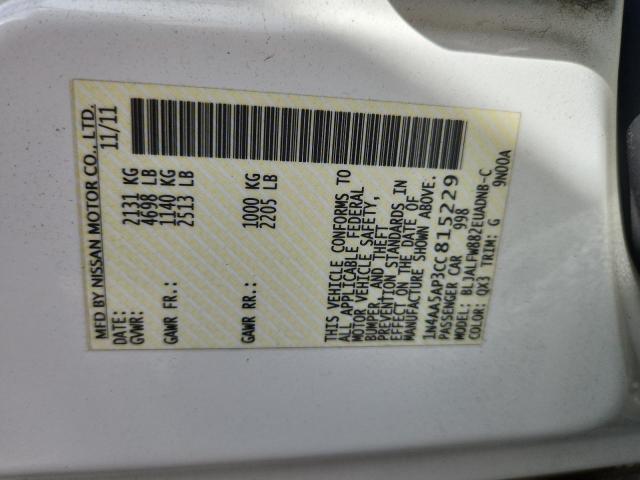 MFD BY NISSAN MOTOR CO., LTD.
DATE: 11/11
GVWR: 2131 KG
4698 LB
GAWR FR.: 1140 KG
2513 LB
GAWR RR.: 1000 KG
2205 LB
THIS VEHICLE CONFORMS TO
ALL APPLICABLE FEDERAL
MOTOR VEHICLE SAFETY,
BUMPER, AND THEFT
PREVENTION STANDARDS IN
EFFECT ON THE DATE OF
MANUFACTURE SHOWN ABOVE.
1N4AA5AP3CC815229
PASSENGER CAR 998
MODEL: BLJALFWB82EUADNB-C
COLOR: QX3 TRIM: G 9N00A